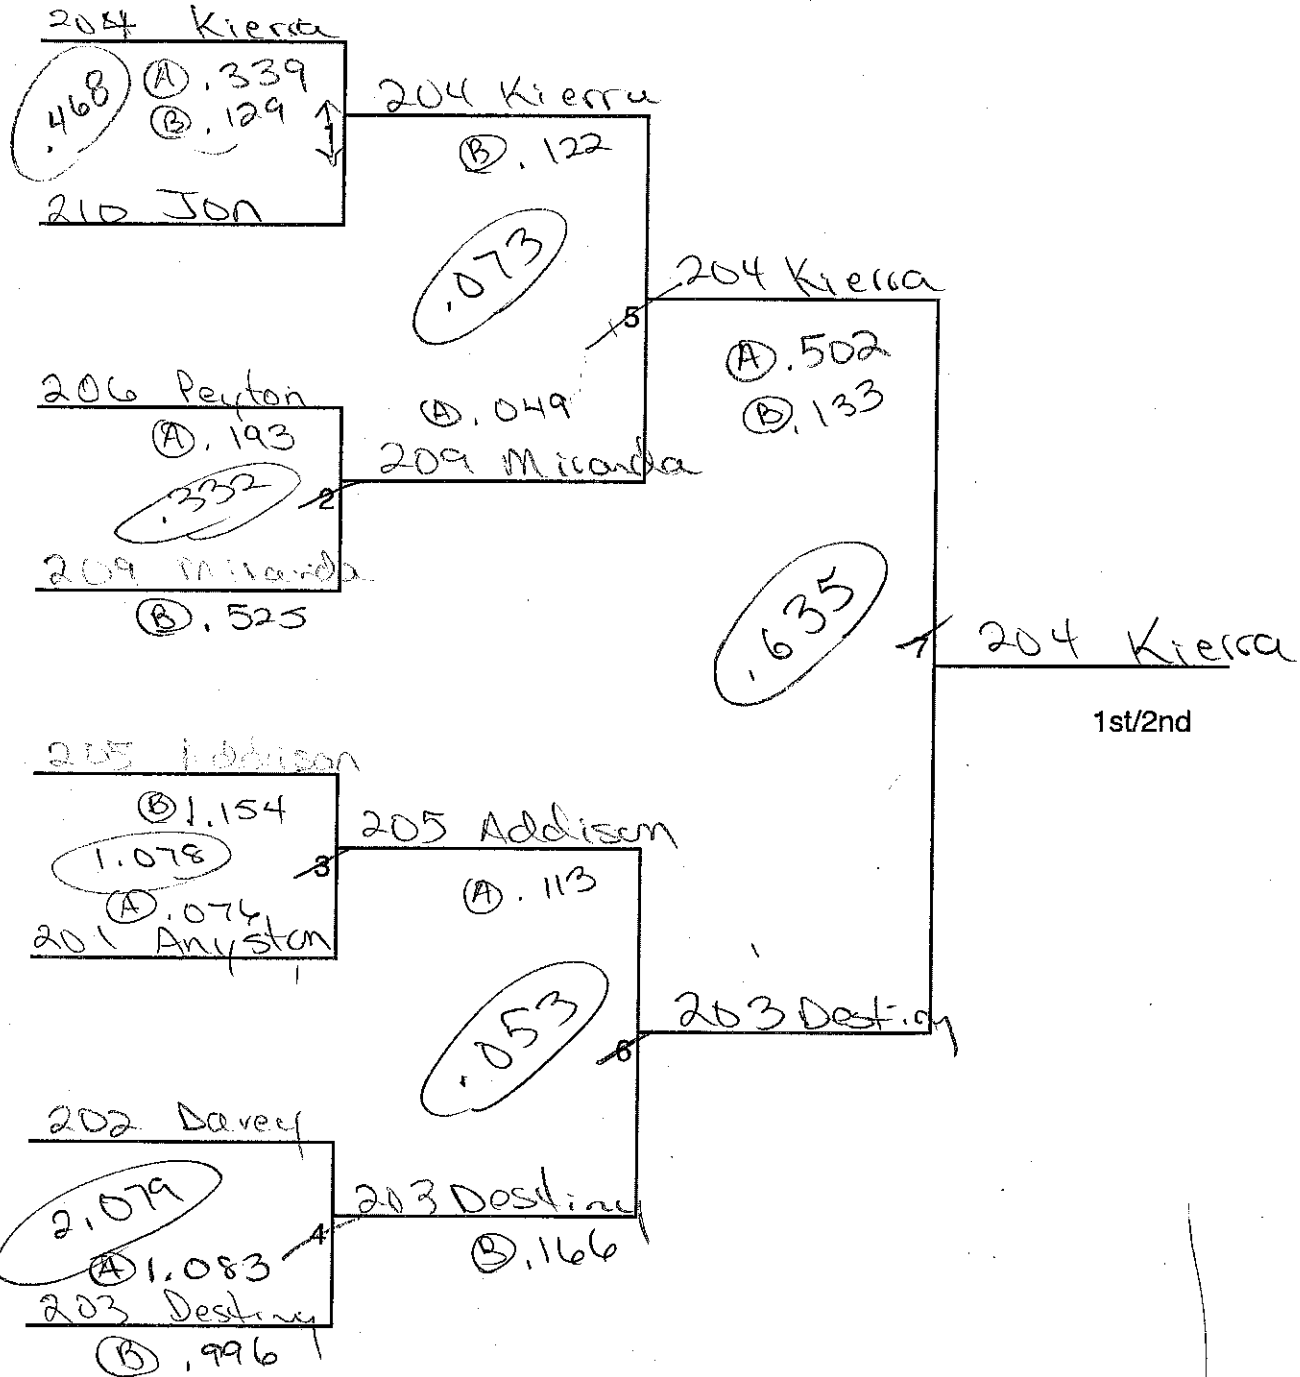 204 Kierra
.468
Ⓐ .339
Ⓑ .129
1
210 Jon
204 Kierra
Ⓑ .122
.073
5
Ⓐ .049
209 Miranda
206 Peyton
Ⓐ .193
.332
2
209 Miranda
Ⓑ .525
204 Kierra
Ⓐ .502
Ⓑ .133
.635
7
204 Kierra
1st/2nd
205 Addison
Ⓑ 1.154
1.078
3
Ⓐ .076
201 Anyston
205 Addison
Ⓐ .113
.053
6
203 Destiny
202 Davey
2.079
4
Ⓐ 1.083
203 Destiny
Ⓑ .996
203 Destiny
Ⓑ .166